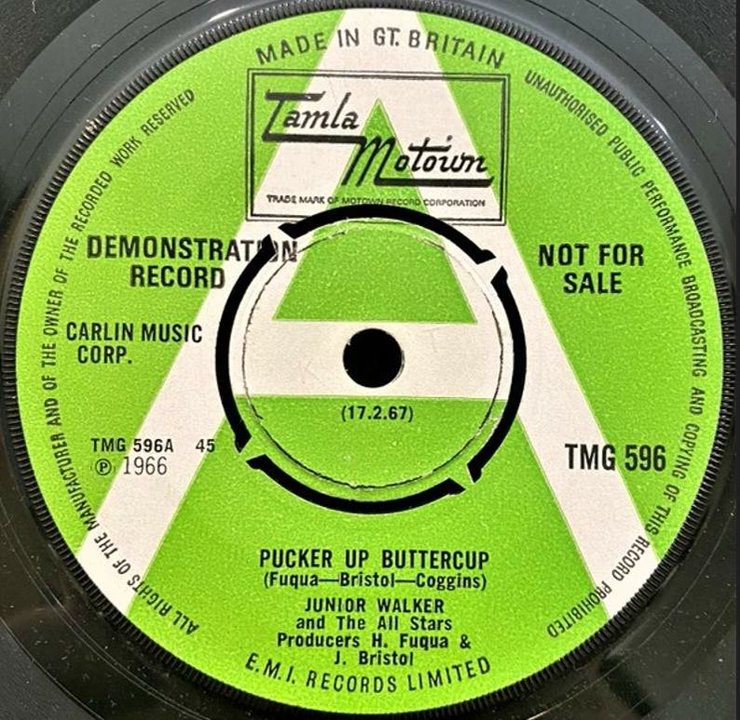 MADE IN GT. BRITAIN
UNAUTHORISED PUBLIC PERFORMANCE BROADCASTING AND COPYING OF THIS RECORD PROHIBITED
ALL RIGHTS OF THE MANUFACTURER AND OF THE OWNER OF THE RECORDED WORK RESERVED
Tamla
Motown
TRADE MARK OF MOTOWN RECORD CORPORATION
DEMONSTRATION
RECORD
NOT FOR
SALE
CARLIN MUSIC
CORP.
A
(17.2.67)
TMG 596A 45
℗ 1966
TMG 596
PUCKER UP BUTTERCUP
(Fuqua—Bristol—Coggins)
JUNIOR WALKER
and The All Stars
Producers H. Fuqua &
J. Bristol
E.M.I. RECORDS LIMITED